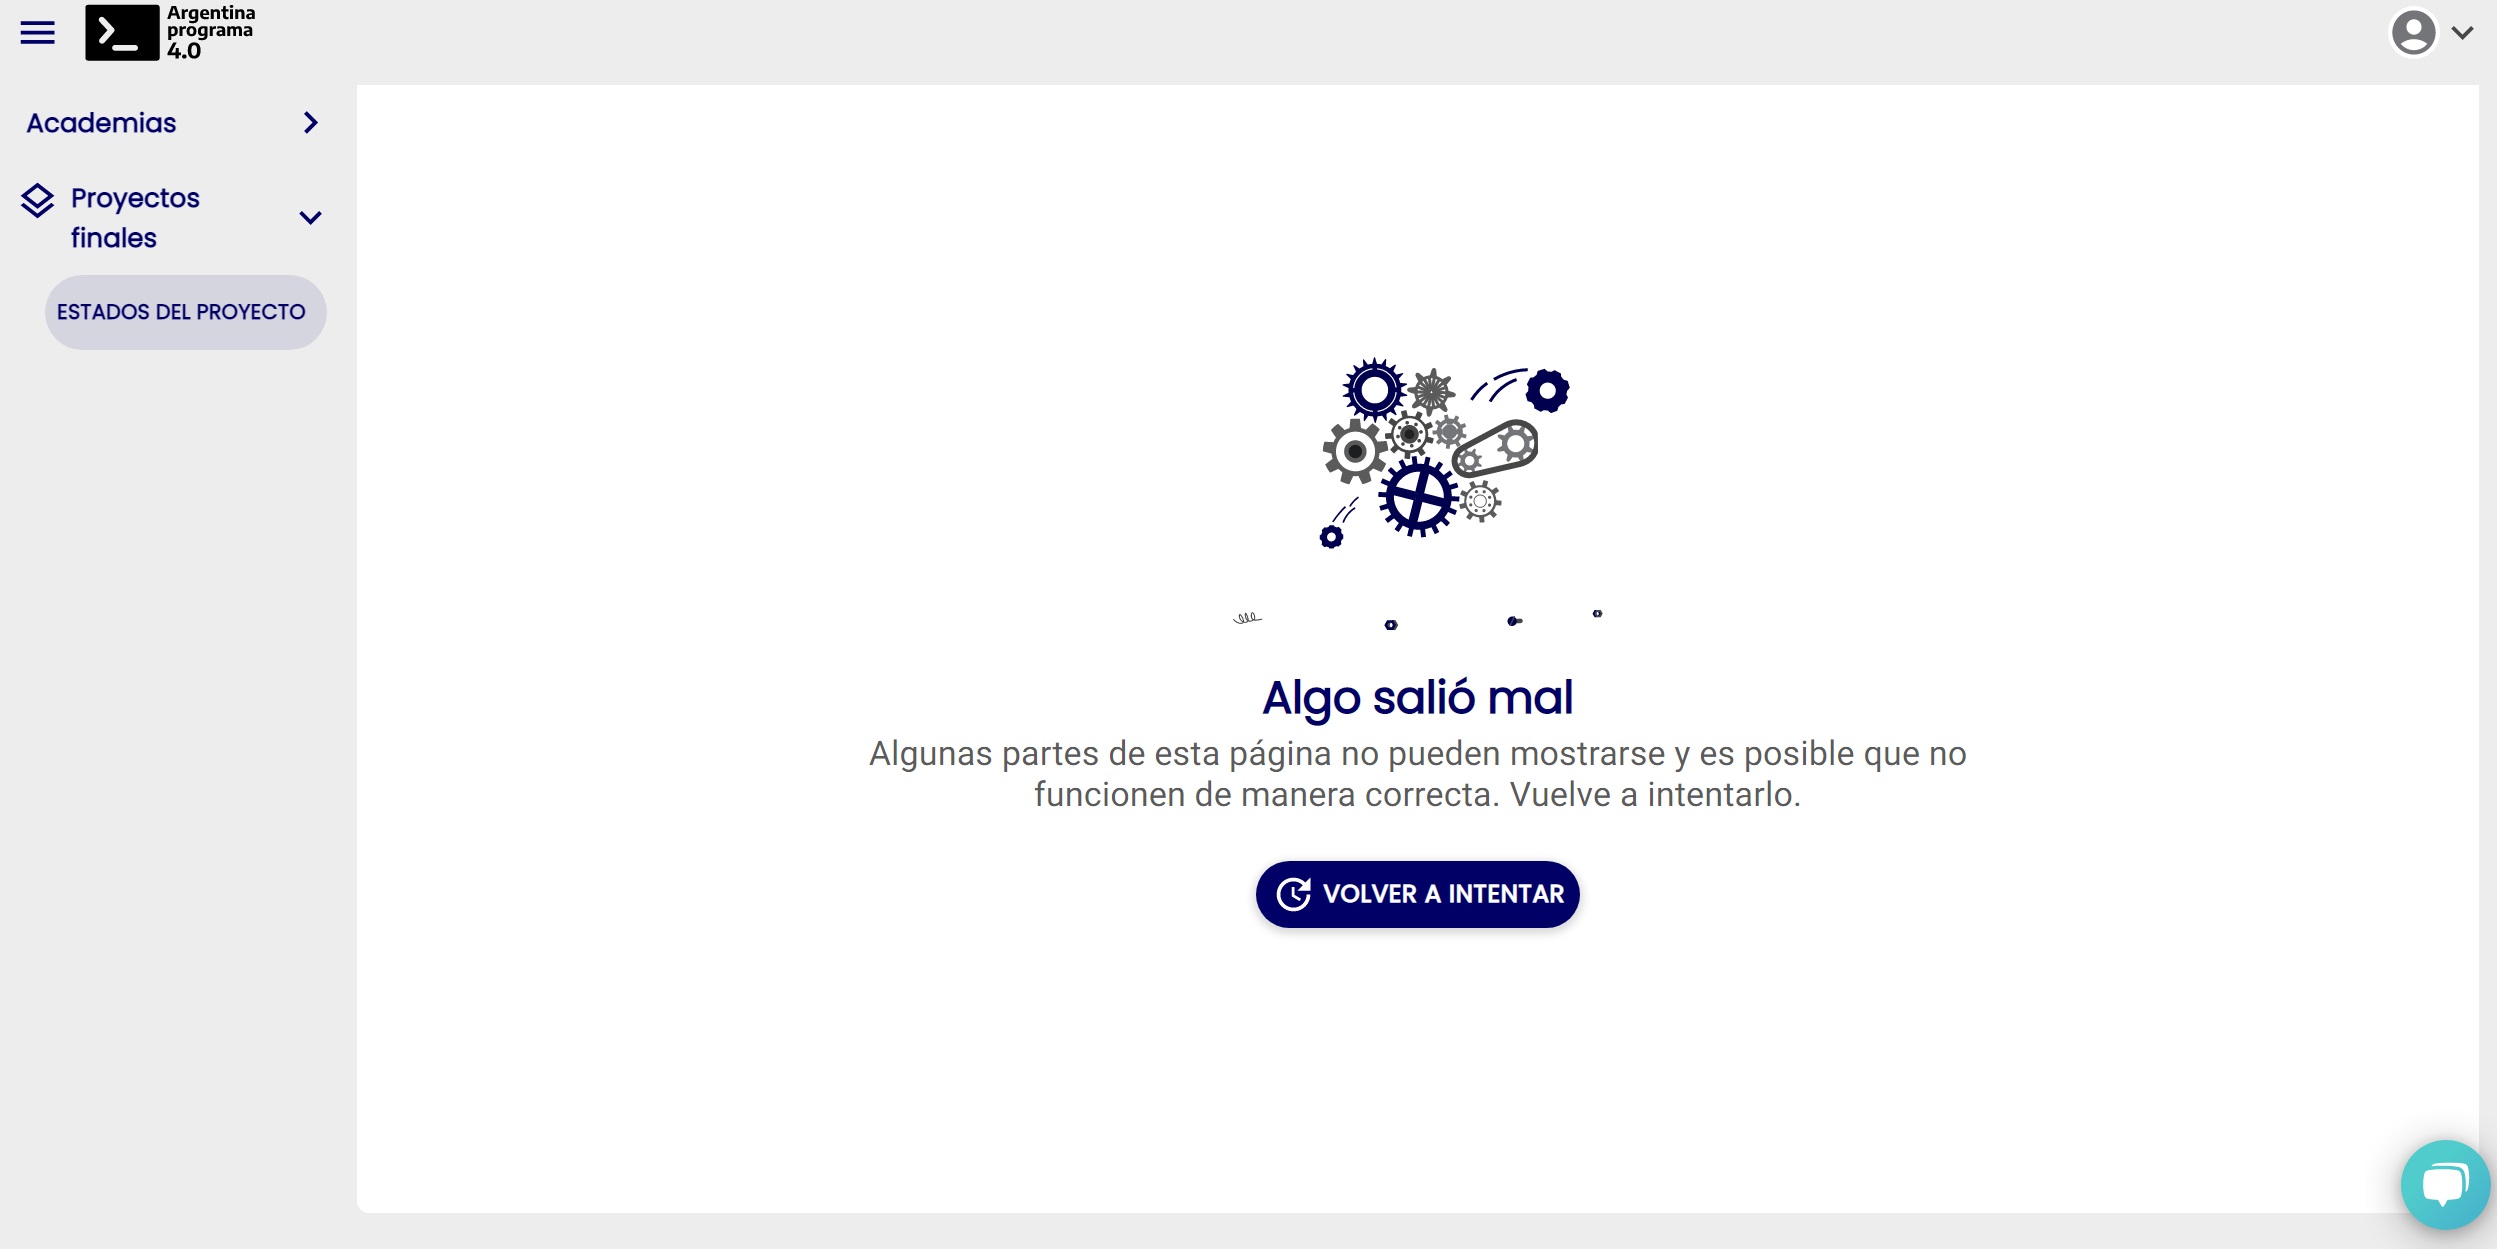 Argentina
programa
4.0
Academias
Proyectos
finales
ESTADOS DEL PROYECTO
Algo salió mal
Algunas partes de esta página no pueden mostrarse y es posible que no
funcionen de manera correcta. Vuelve a intentarlo.
VOLVER A INTENTAR